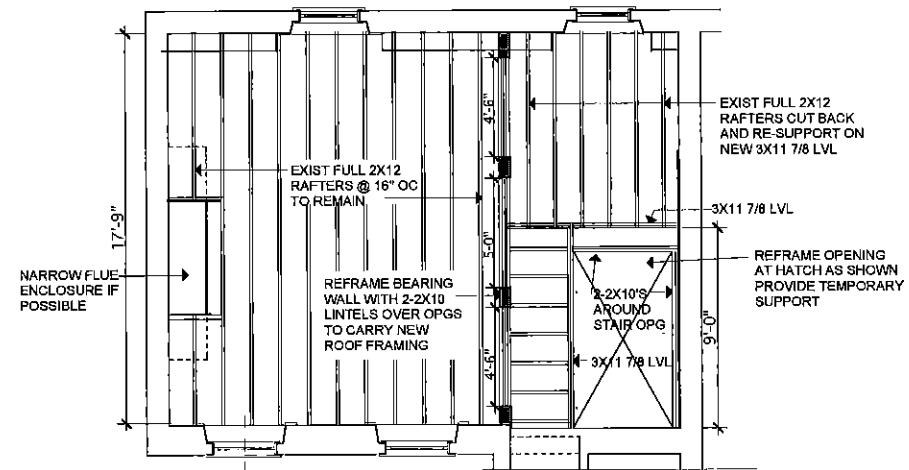 4'-6"
EXIST FULL 2X12
RAFTERS CUT BACK
AND RE-SUPPORT ON
NEW 3X11 7/8 LVL
EXIST FULL 2X12
RAFTERS @ 16" OC
TO REMAIN
17'-9"
3X11 7/8 LVL
5'-0"
NARROW FLUE
ENCLOSURE IF
POSSIBLE
REFRAME BEARING
WALL WITH 2-2X10
LINTELS OVER OPGS
TO CARRY NEW
ROOF FRAMING
REFRAME OPENING
AT HATCH AS SHOWN
PROVIDE TEMPORARY
SUPPORT
2-2X10'S
AROUND
STAIR OPG
9'-0"
3X11 7/8 LVL
4'-6"